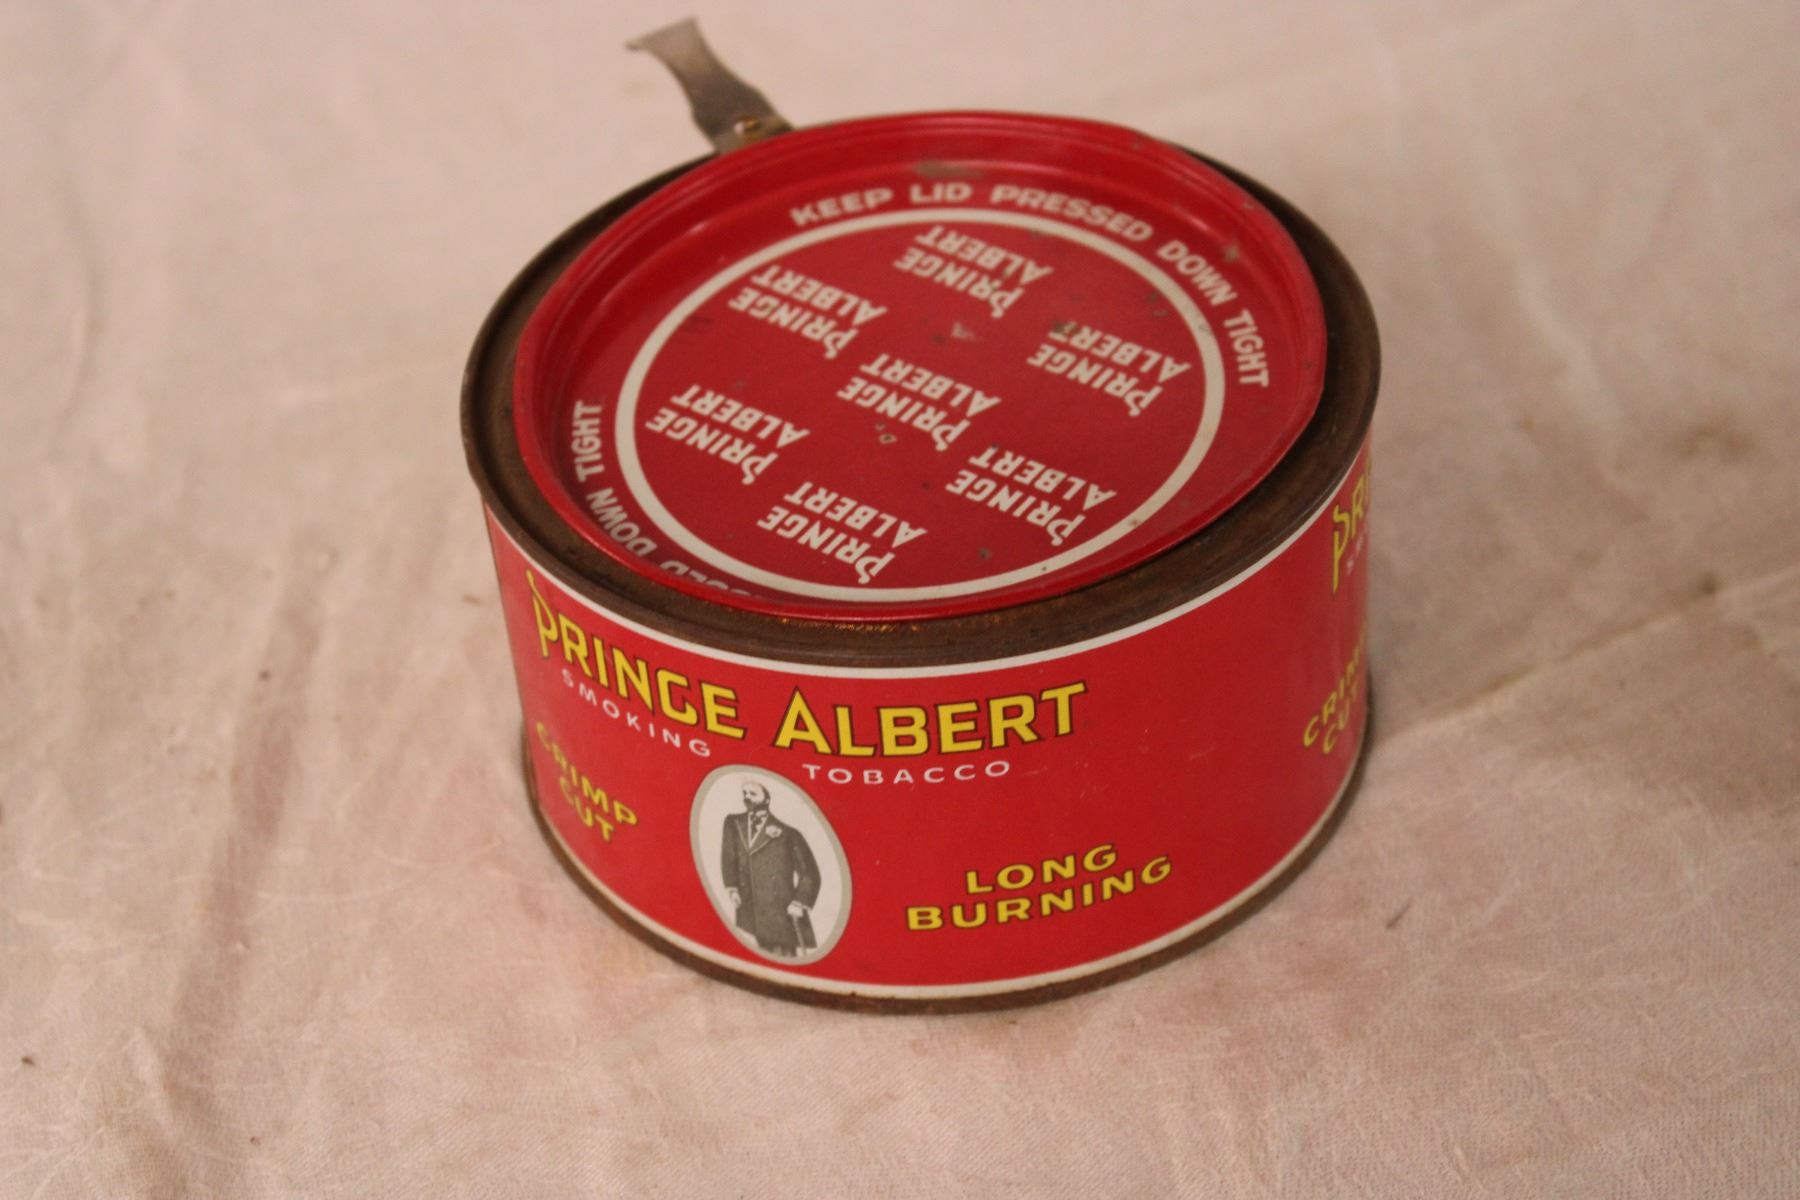 KEEP LID PRESSED DOWN TIGHT
DOWN TIGHT
PRINCE
ALBERT
PRINCE
ALBERT
PRINCE
ALBERT
PRINCE
ALBERT
PRINCE
ALBERT
PRINCE
ALBERT
PRINCE
ALBERT
PRINCE ALBERT
SMOKING TOBACCO
CRIMP
CUT
LONG
BURNING
CRIMP
CUT